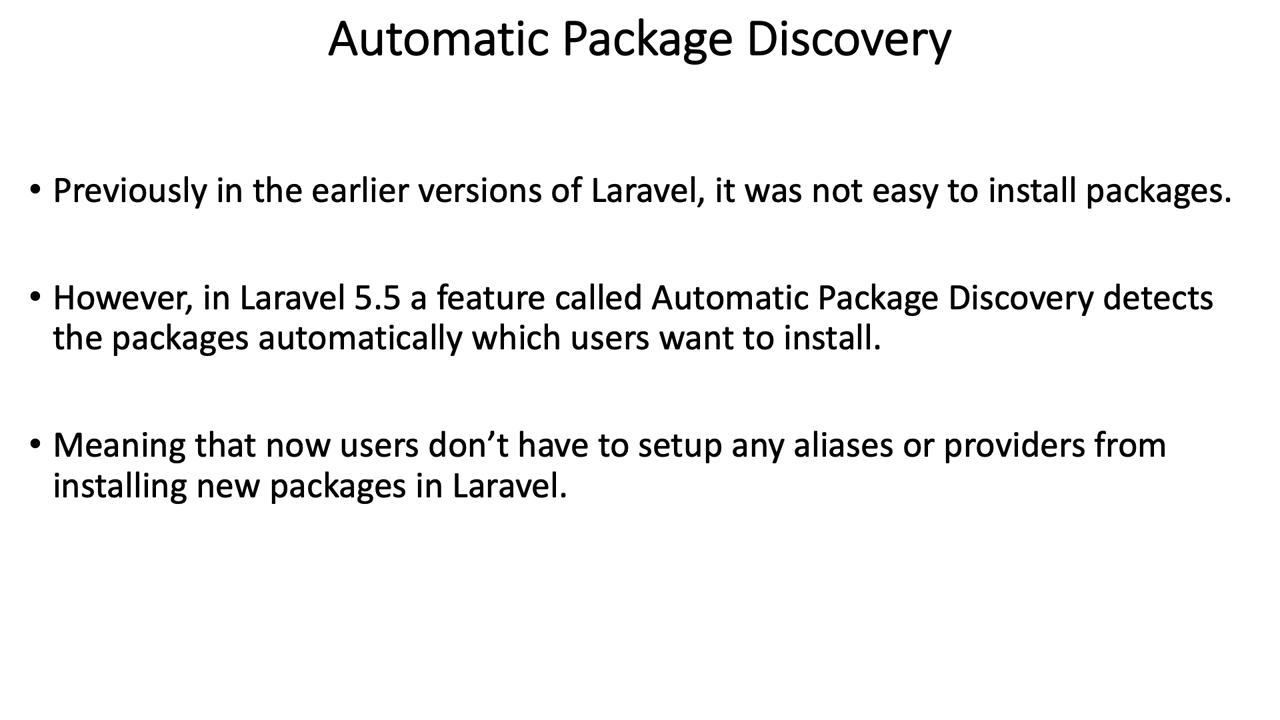 Automatic Package Discovery
• Previously in the earlier versions of Laravel, it was not easy to install packages.
• However, in Laravel 5.5 a feature called Automatic Package Discovery detects
the packages automatically which users want to install.
• Meaning that now users don’t have to setup any aliases or providers from
installing new packages in Laravel.